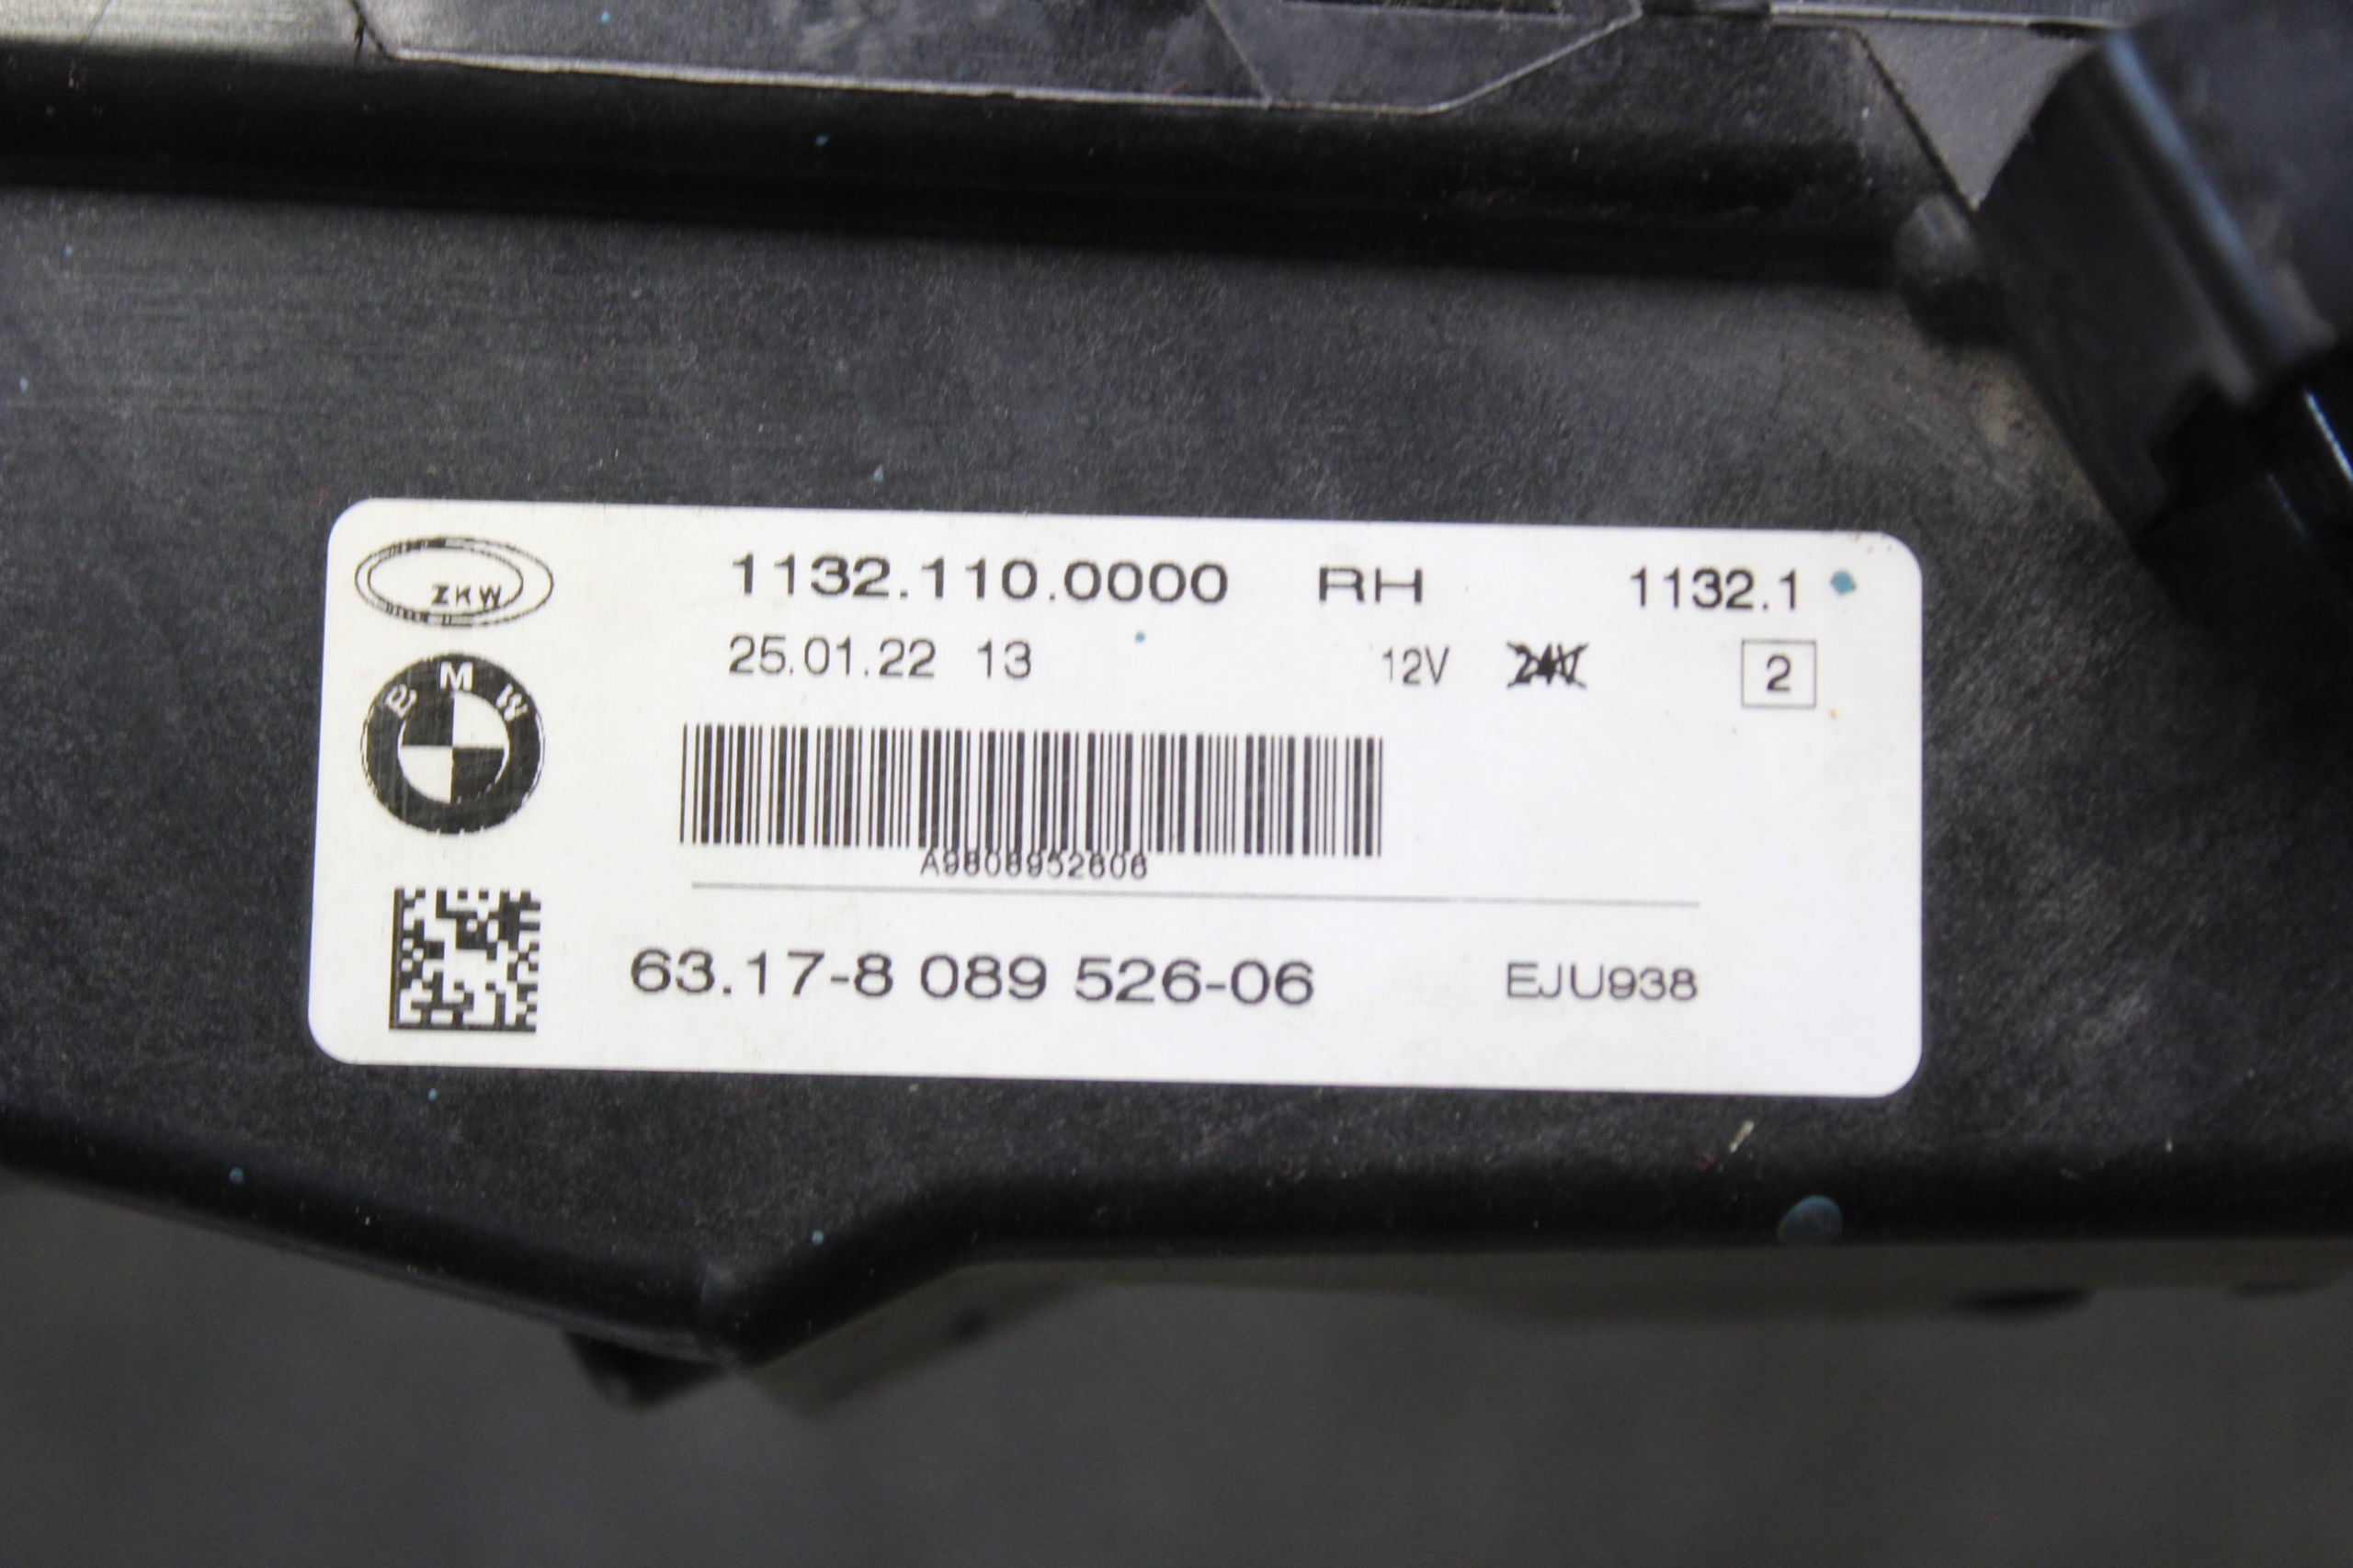 ZKW
1132.110.0000 RH 1132.1
25.01.22 13 12V 24V 2
BMW
A9808952606
63.17-8 089 526-06 EJU938